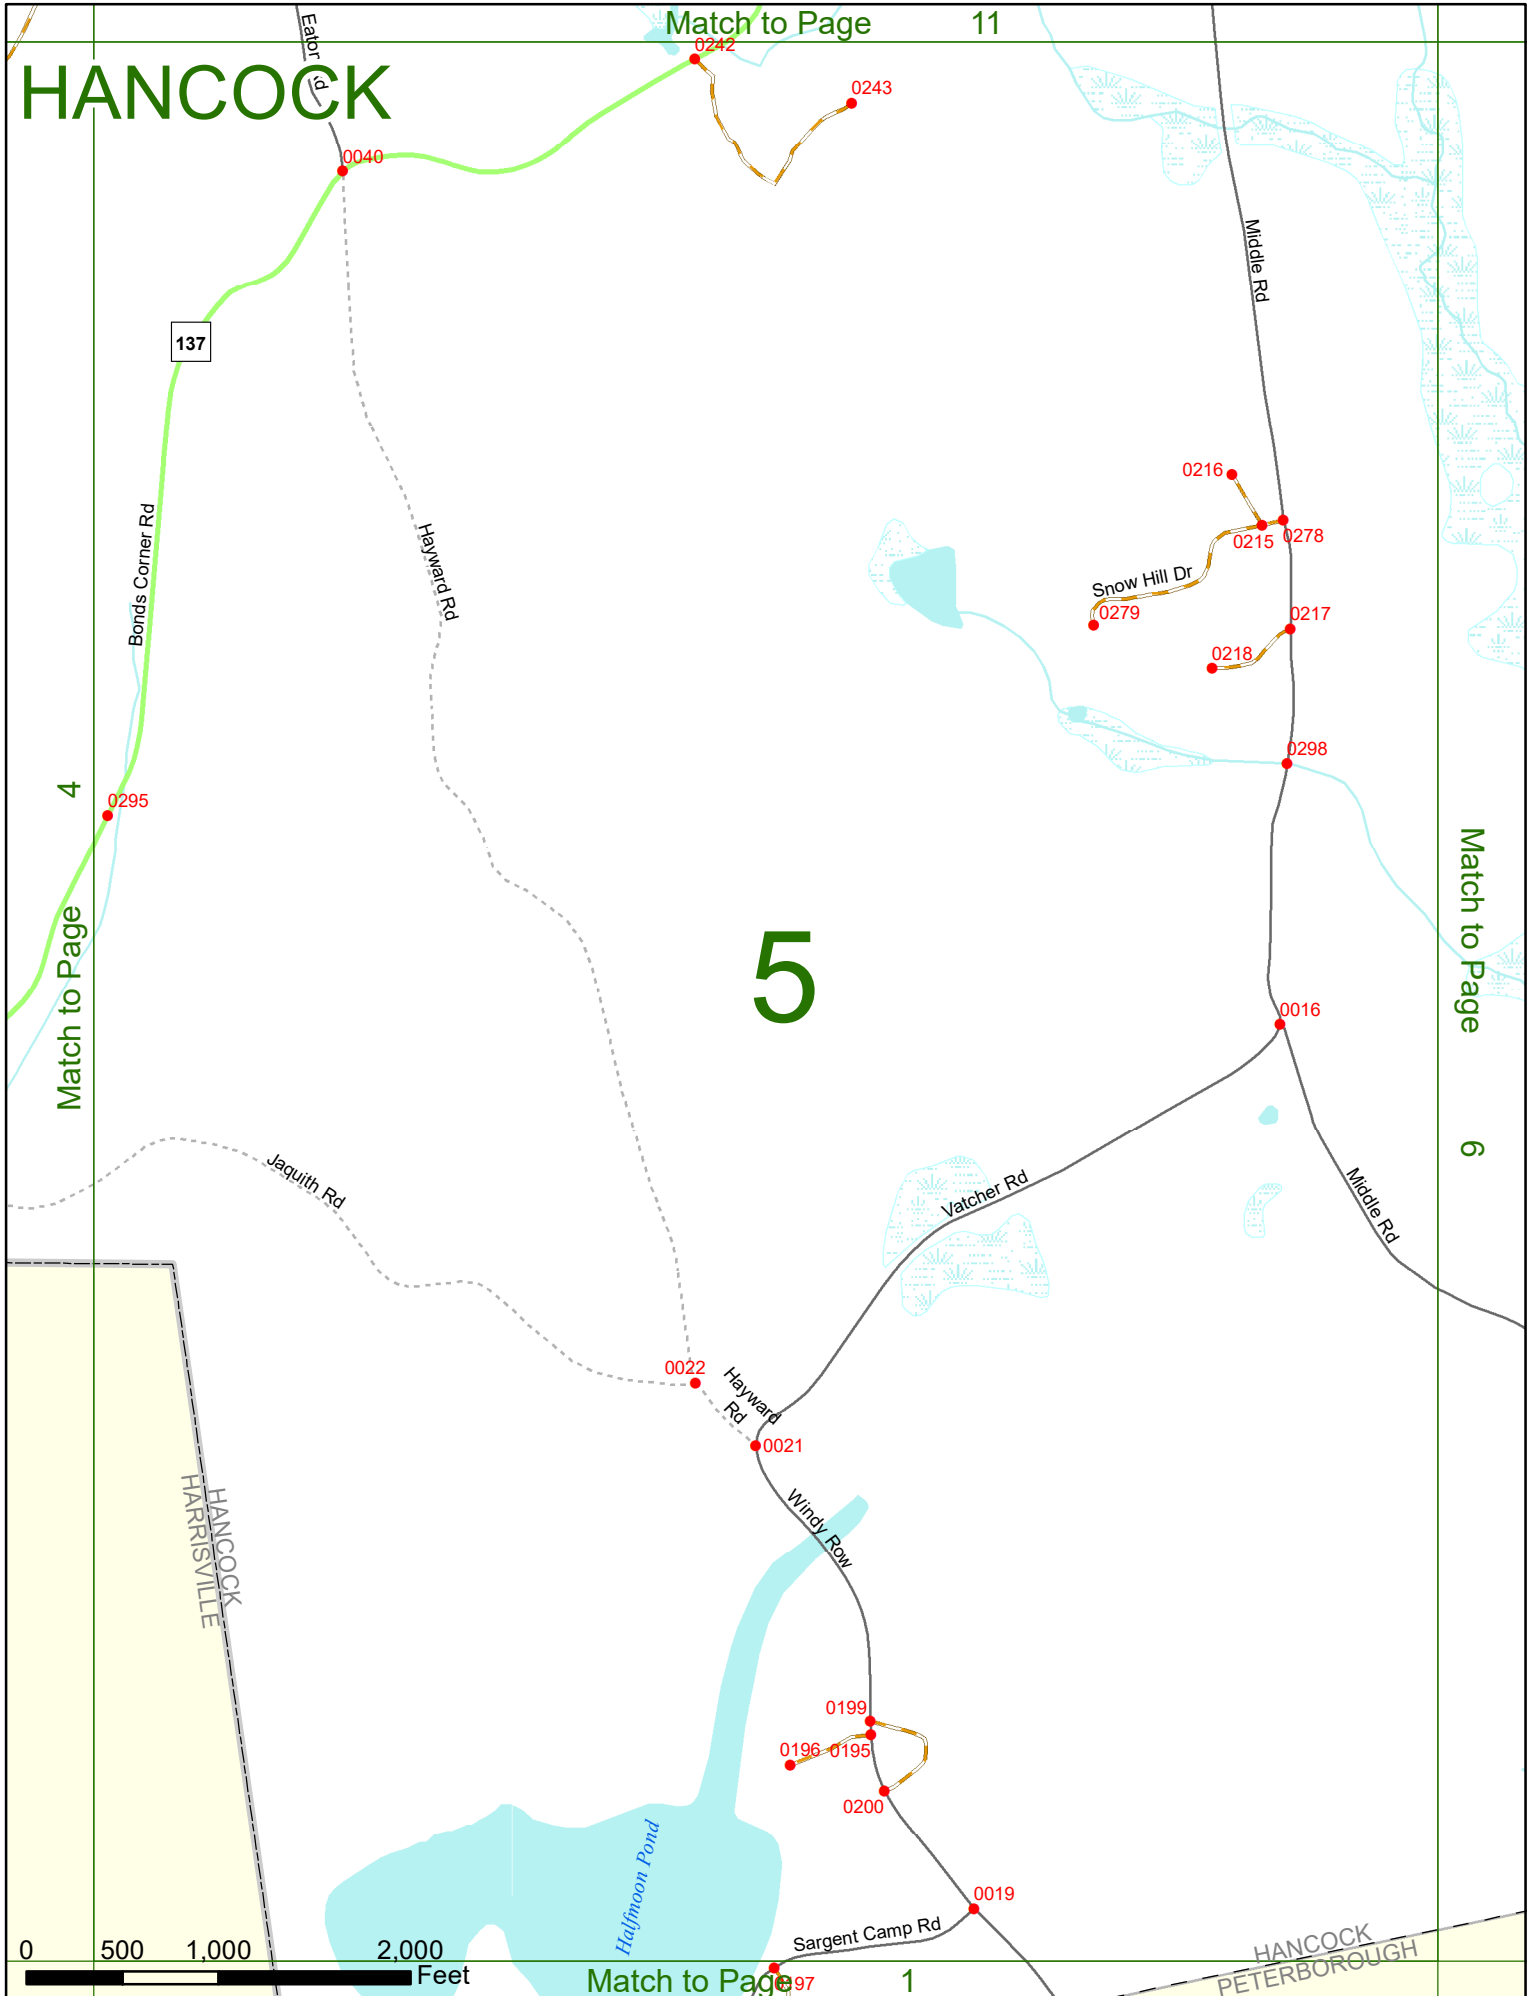 Match to Page 11
HANCOCK
Eaton Rd
0242
0243
0040
Middle Rd
137
0216
0215
0278
Hayward Rd
Bonds Corner Rd
Snow Hill Dr
0279
0217
0218
0298
0295
Match to Page 4
5
Match to Page 6
0016
Jaquith Rd
Vatcher Rd
Middle Rd
0022
Hayward
Rd
0021
Windy Row
HANCOCK
HARRISVILLE
0199
0196
0195
0200
Halfmoon Pond
0019
Sargent Camp Rd
HANCOCK
PETERBOROUGH
0 500 1,000 2,000
Feet
Match to Page 1
0197